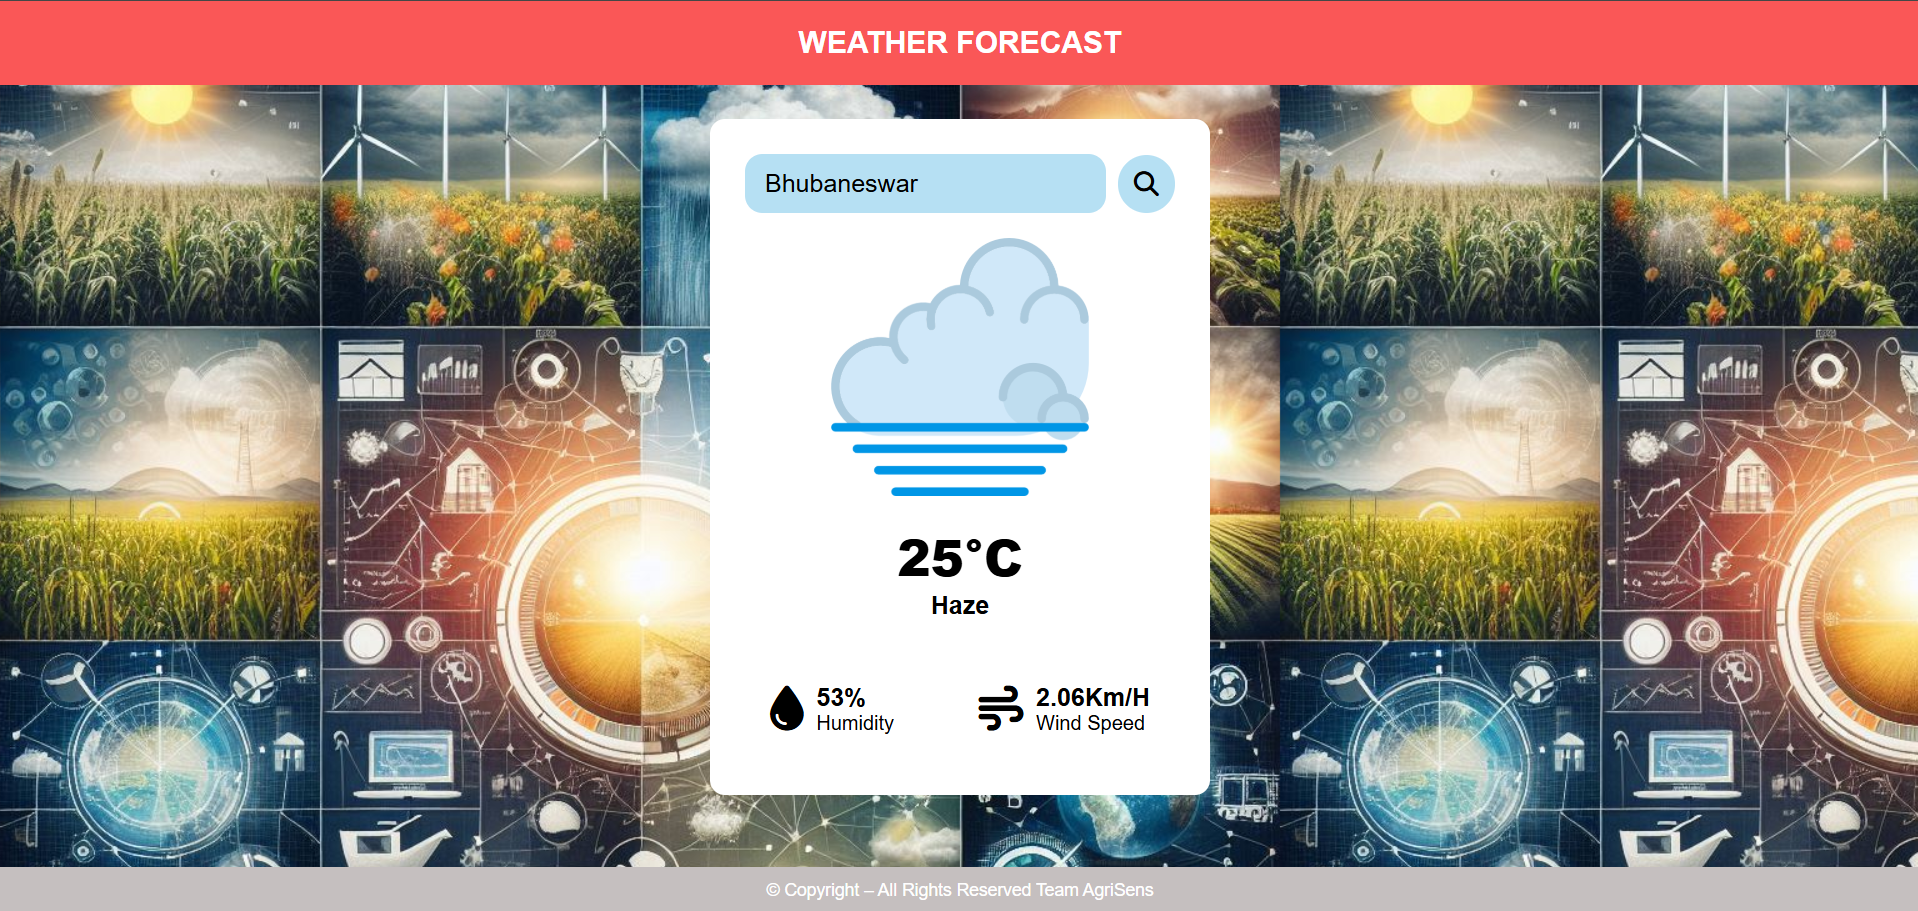 WEATHER FORECAST
Bhubaneswar
25°C
Haze
53%
Humidity
2.06Km/H
Wind Speed
© Copyright – All Rights Reserved Team AgriSens